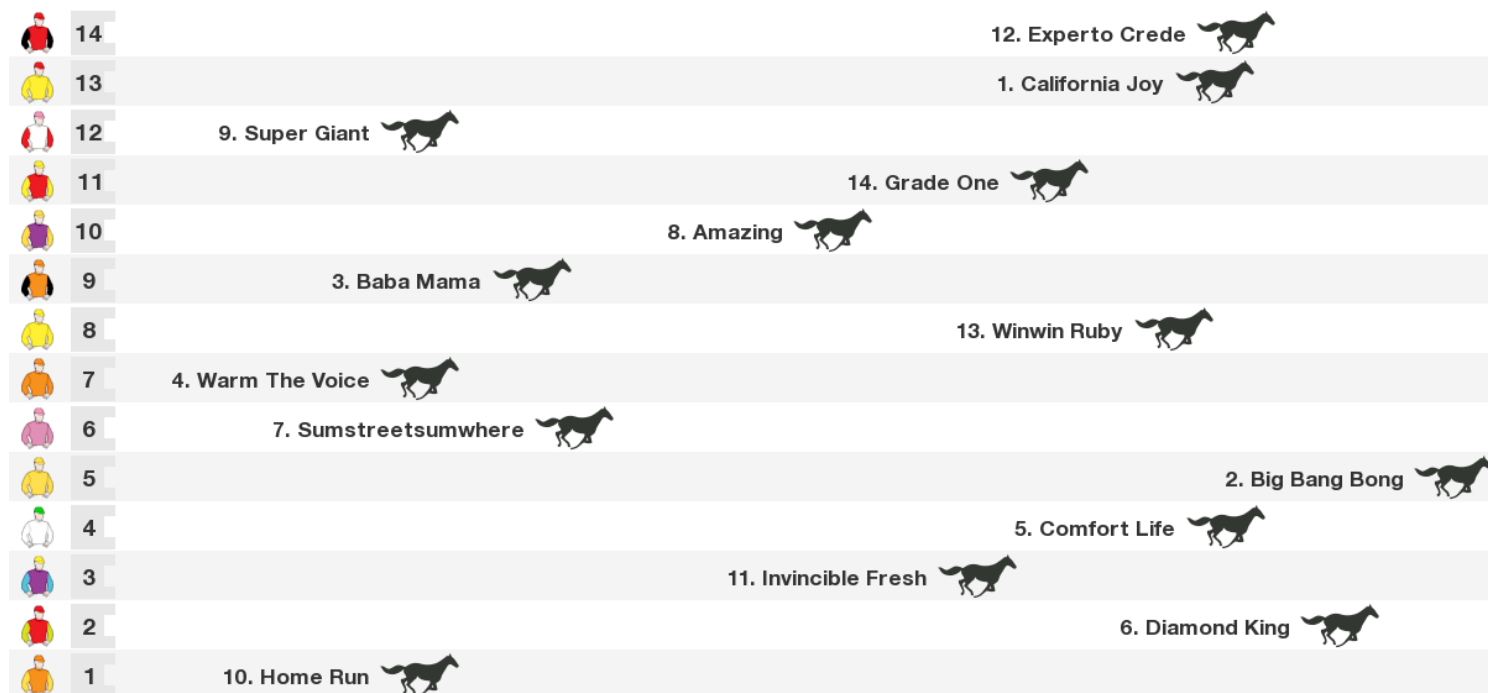 14 12. Experto Crede
13 1. California Joy
12 9. Super Giant
11 14. Grade One
10 8. Amazing
9 3. Baba Mama
8 13. Winwin Ruby
7 4. Warm The Voice
6 7. Sumstreetsumwhere
5 2. Big Bang Bong
4 5. Comfort Life
3 11. Invincible Fresh
2 6. Diamond King
1 10. Home Run